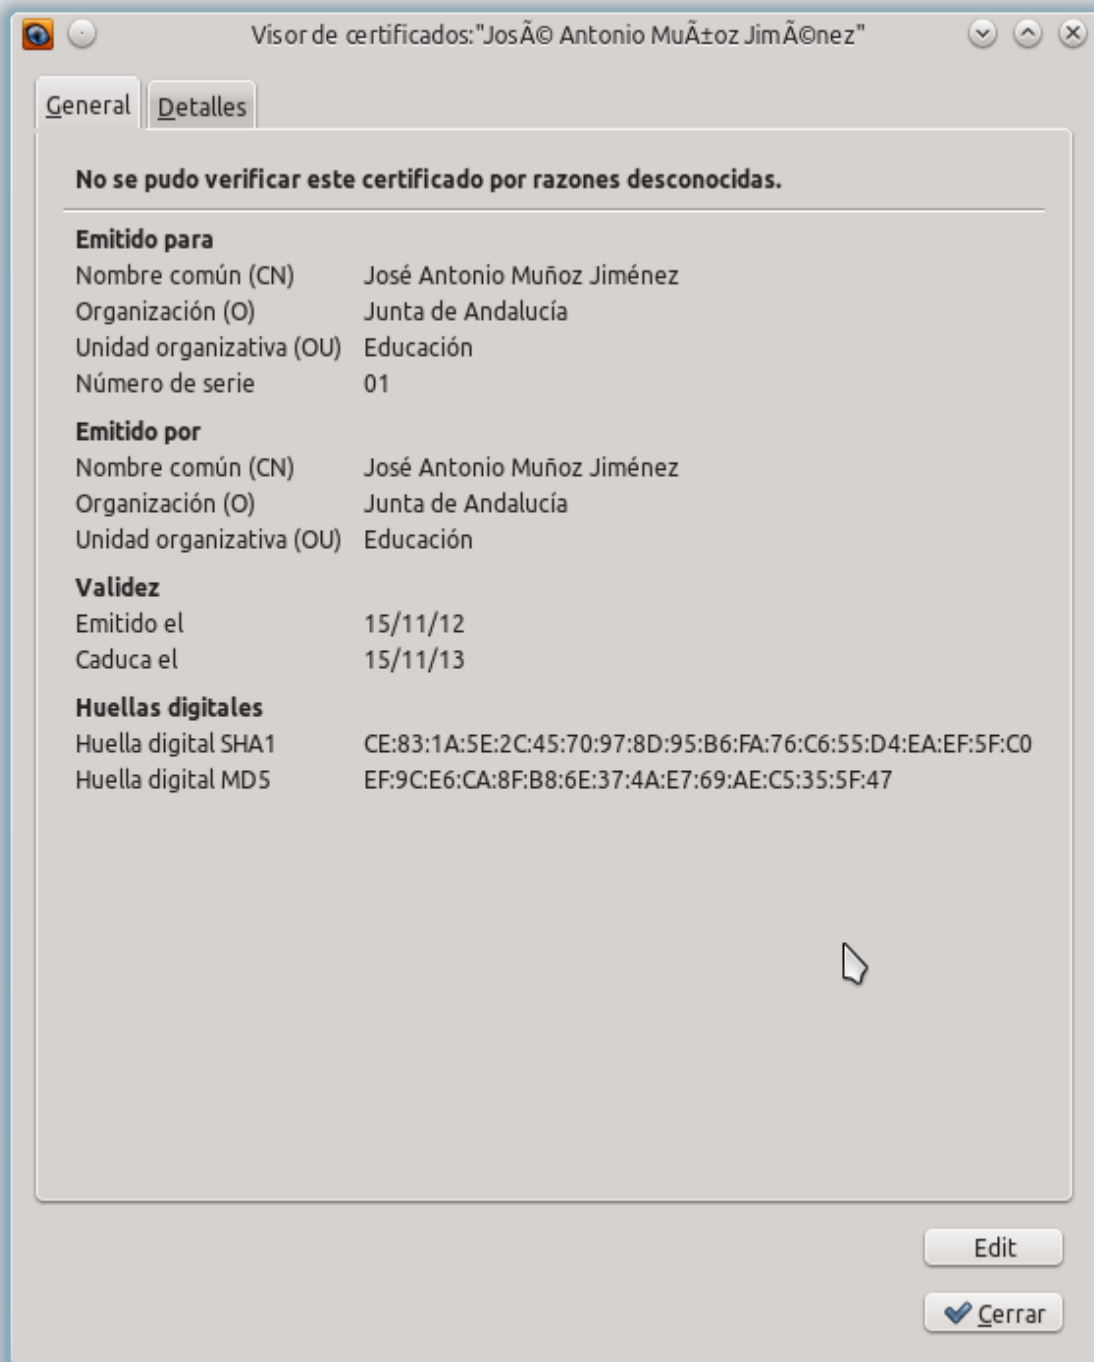 Visor de certificados:"JosÃ© Antonio MuÃ±oz JimÃ©nez"
General Detalles
No se pudo verificar este certificado por razones desconocidas.
Emitido para
Nombre común (CN) José Antonio Muñoz Jiménez
Organización (O) Junta de Andalucía
Unidad organizativa (OU) Educación
Número de serie 01
Emitido por
Nombre común (CN) José Antonio Muñoz Jiménez
Organización (O) Junta de Andalucía
Unidad organizativa (OU) Educación
Validez
Emitido el 15/11/12
Caduca el 15/11/13
Huellas digitales
Huella digital SHA1 CE:83:1A:5E:2C:45:70:97:8D:95:B6:FA:76:C6:55:D4:EA:EF:5F:C0
Huella digital MD5 EF:9C:E6:CA:8F:B8:6E:37:4A:E7:69:AE:C5:35:5F:47
Edit
Cerrar